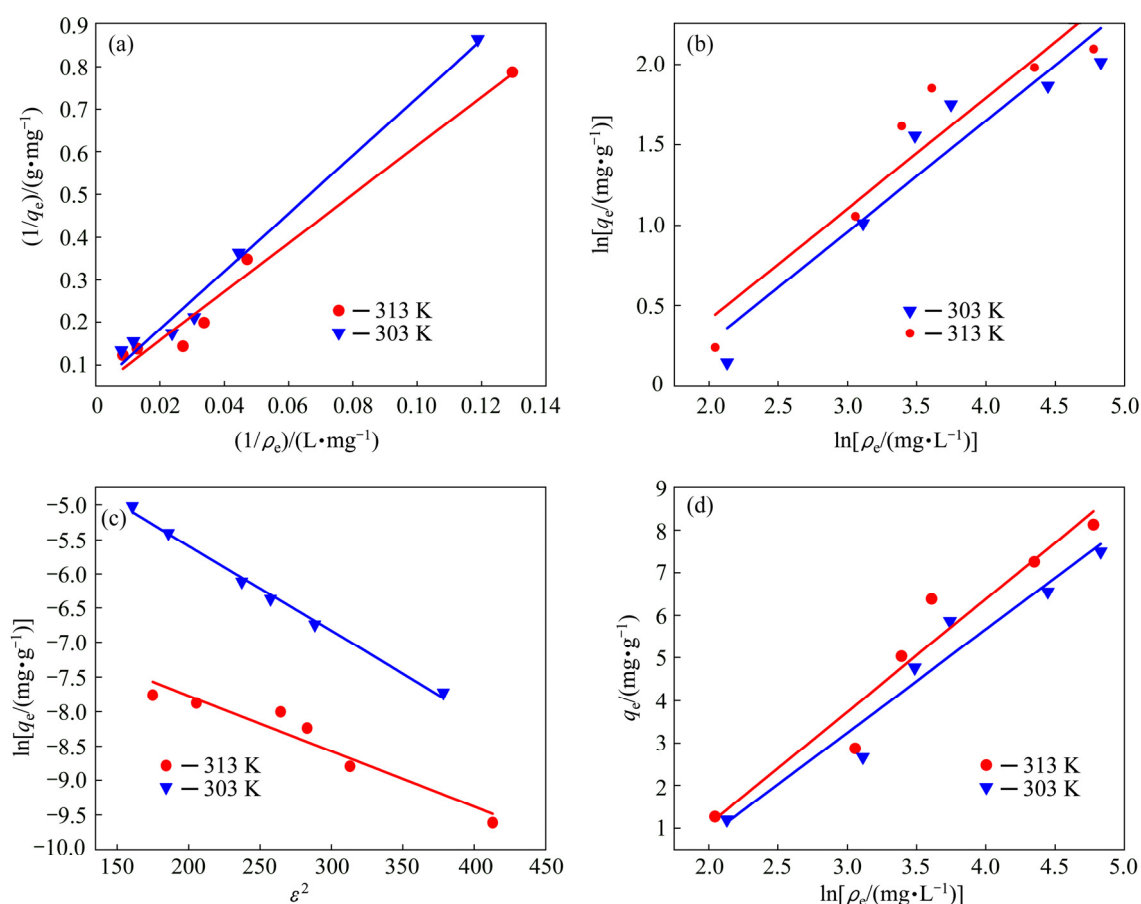 (a)
(1/qₑ)/(g•mg⁻¹)
0.9
0.8
0.7
0.6
0.5
0.4
0.3
0.2
0.1
— 313 K
— 303 K
0 0.02 0.04 0.06 0.08 0.10 0.12 0.14
(1/ρₑ)/(L•mg⁻¹)
(b)
ln[qₑ/(mg•g⁻¹)]
2.0
1.5
1.0
0.5
0
— 303 K
— 313 K
2.0 2.5 3.0 3.5 4.0 4.5 5.0
ln[ρₑ/(mg•L⁻¹)]
(c)
ln[qₑ/(mg•g⁻¹)]
−5.0
−5.5
−6.0
−6.5
−7.0
−7.5
−8.0
−8.5
−9.0
−9.5
−10.0
— 313 K
— 303 K
150 200 250 300 350 400 450
ε²
(d)
qₑ/(mg•g⁻¹)
9
8
7
6
5
4
3
2
1
— 313 K
— 303 K
2.0 2.5 3.0 3.5 4.0 4.5 5.0
ln[ρₑ/(mg•L⁻¹)]